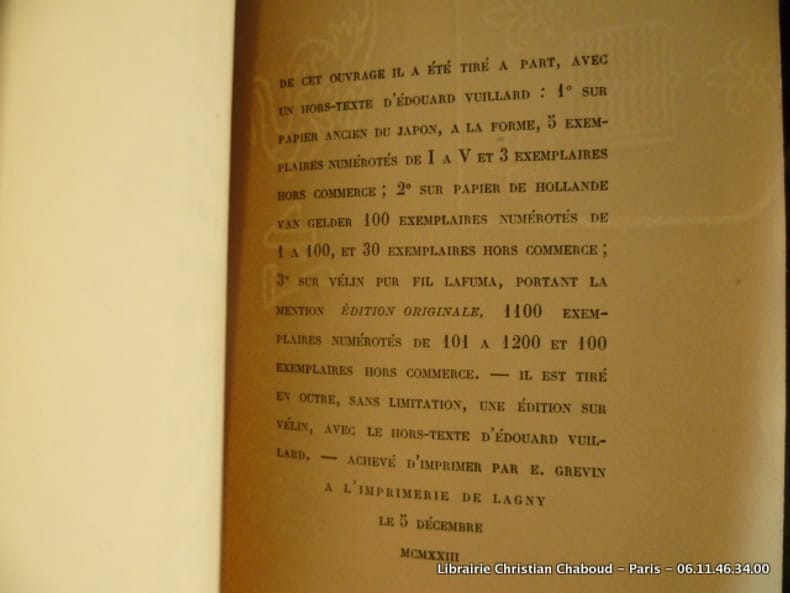 DE CET OUVRAGE IL A ÉTÉ TIRÉ A PART, AVEC
UN HORS-TEXTE D'ÉDOUARD VUILLARD : 1° SUR
PAPIER ANCIEN DU JAPON, A LA FORME, 5 EXEM-
PLAIRES NUMÉROTÉS DE I A V ET 3 EXEMPLAIRES
HORS COMMERCE ; 2° SUR PAPIER DE HOLLANDE
VAN GELDER 100 EXEMPLAIRES NUMÉROTÉS DE
1 A 100, ET 30 EXEMPLAIRES HORS COMMERCE ;
3° SUR VÉLIN PUR FIL LAFUMA, PORTANT LA
MENTION ÉDITION ORIGINALE, 1100 EXEM-
PLAIRES NUMÉROTÉS DE 101 A 1200 ET 100
EXEMPLAIRES HORS COMMERCE. — IL EST TIRÉ
EN OUTRE, SANS LIMITATION, UNE ÉDITION SUR
VÉLIN, AVEC LE HORS-TEXTE D'ÉDOUARD VUIL-
LARD. — ACHEVÉ D'IMPRIMER PAR E. GREVIN
A L'IMPRIMERIE DE LAGNY
LE 5 DÉCEMBRE
MCMXXIII
Librairie Christian Chaboud – Paris – 06.11.46.34.00